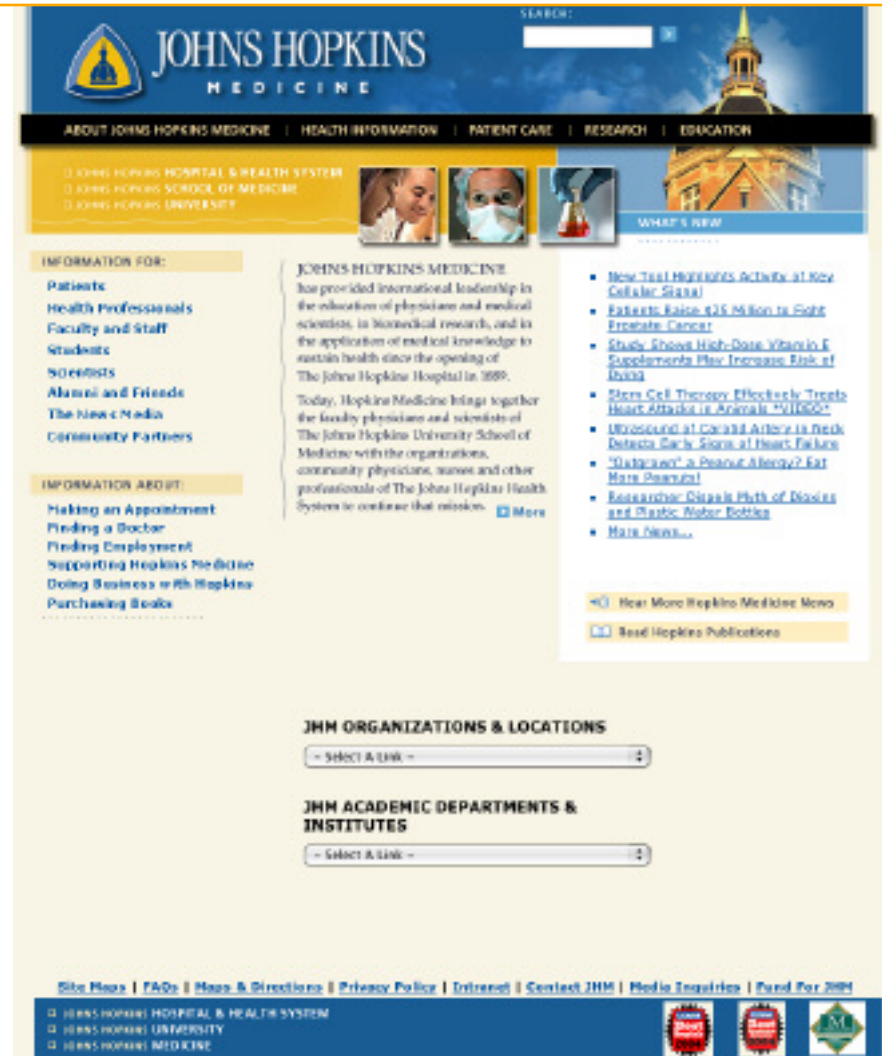 SEARCH:
JOHNS HOPKINS
MEDICINE
ABOUT JOHNS HOPKINS MEDICINE | HEALTH INFORMATION | PATIENT CARE | RESEARCH | EDUCATION
JOHNS HOPKINS HOSPITAL & HEALTH SYSTEM
JOHNS HOPKINS SCHOOL OF MEDICINE
JOHNS HOPKINS UNIVERSITY
INFORMATION FOR:
Patients
Health Professionals
Faculty and Staff
Students
Scientists
Alumni and Friends
The News Media
Community Partners
INFORMATION ABOUT:
Making an Appointment
Finding a Doctor
Finding Employment
Supporting Hopkins Medicine
Doing Business with Hopkins
Purchasing Books
JOHNS HOPKINS MEDICINE
has provided international leadership in
the education of physicians and medical
scientists, in biomedical research, and in
the application of medical knowledge to
sustain health since the opening of
The Johns Hopkins Hospital in 1889.
Today, Hopkins Medicine brings together
the faculty physicians and scientists of
The Johns Hopkins University School of
Medicine with the organizations,
community physicians, nurses and other
professionals of The Johns Hopkins Health
System to continue that mission. More
WHAT'S NEW
New Tool Highlights Activity of Key
Cellular Signal
Patients Raise $25 Million to Fight
Prostate Cancer
Study Shows High-Dose Vitamin E
Supplements May Increase Risk of
Dying
Stem Cell Therapy Effectively Treats
Heart Attacks in Animals *VIDEO*
Ultrasound of Carotid Artery in Neck
Detects Early Signs of Heart Failure
"Outgrown" a Peanut Allergy? Eat
More Peanuts!
Researcher Dispels Myth of Dioxins
and Plastic Water Bottles
More News...
Hear More Hopkins Medicine News
Read Hopkins Publications
JHM ORGANIZATIONS & LOCATIONS
- Select A Link -
JHM ACADEMIC DEPARTMENTS &
INSTITUTES
- Select A Link -
Site Maps | FAQs | Maps & Directions | Privacy Policy | Intranet | Contact JHM | Media Inquiries | Fund For JHM
JOHNS HOPKINS HOSPITAL & HEALTH SYSTEM
JOHNS HOPKINS UNIVERSITY
JOHNS HOPKINS MEDICINE